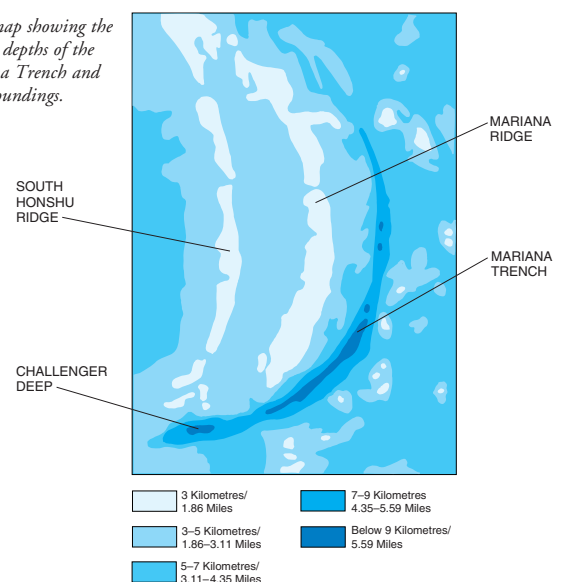 map showing the
depths of the
a Trench and
oundings.
MARIANA
RIDGE
SOUTH
HONSHU
RIDGE
MARIANA
TRENCH
CHALLENGER
DEEP
3 Kilometres/
1.86 Miles
3–5 Kilometres/
1.86–3.11 Miles
5–7 Kilometres/
3.11–4.35 Miles
7–9 Kilometres
4.35–5.59 Miles
Below 9 Kilometres/
5.59 Miles